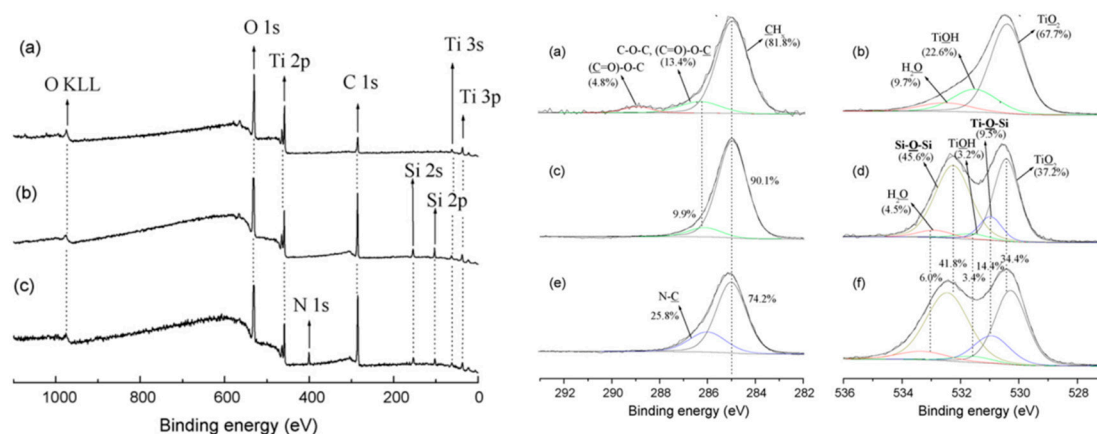 (a)
O KLL
O 1s
Ti 2p
C 1s
Ti 3s
Ti 3p
(b)
Si 2s
Si 2p
(c)
N 1s
1000 800 600 400 200 0
Binding energy (eV)
(a)
CH
(81.8%)
C-O-C, (C=O)-O-C
(13.4%)
(C=O)-O-C
(4.8%)
(c)
9.9%
90.1%
(e)
N-C
25.8%
74.2%
292 290 288 286 284 282
Binding energy (eV)
(b)
TiO2
(67.7%)
TiOH
(22.6%)
H2O
(9.7%)
(d)
Ti-O-Si
(9.5%)
Si-O-Si
(45.6%)
TiOH
(3.2%)
TiO2
(37.2%)
H2O
(4.5%)
(f)
6.0%
41.8%
3.4%
14.4%
34.4%
536 534 532 530 528
Binding energy (eV)